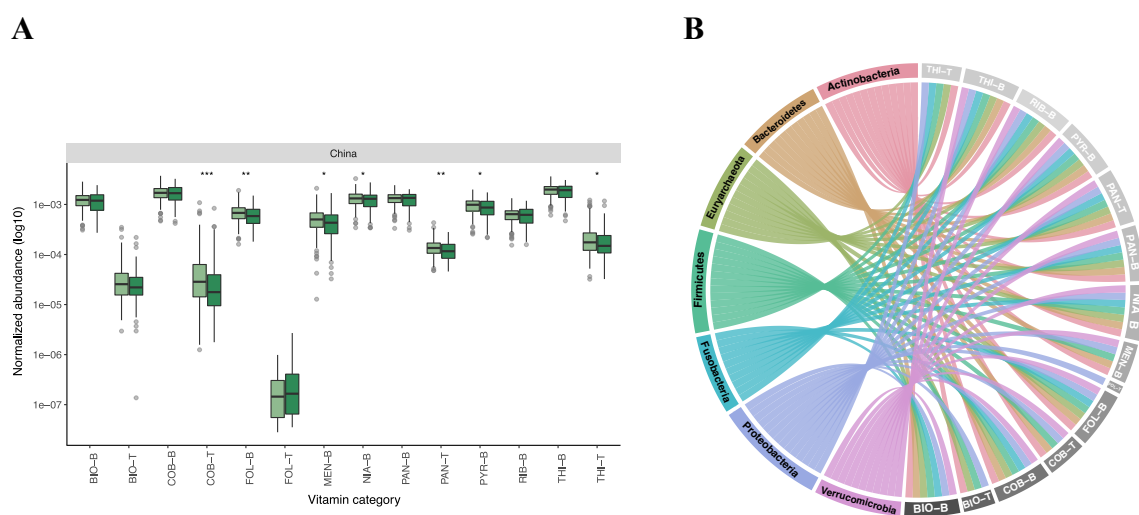 A
B
China
*** ** * * ** * *
1e−03
1e−04
1e−05
1e−06
1e−07
Normalized abundance (log10)
BIO−B
BIO−T
COB−B
COB−T
FOL−B
FOL−T
MEN−B
NIA−B
PAN−B
PAN−T
PYR−B
RIB−B
THI−B
THI−T
Vitamin category
Actinobacteria
Bacteroidetes
Euryarchaeota
Firmicutes
Fusobacteria
Proteobacteria
Verrucomicrobia
THI−T
THI−B
RIB−B
PYR−B
PAN−T
PAN−B
NIA−B
MEN−B
FOL−B
COB−T
COB−B
BIO−T
BIO−B